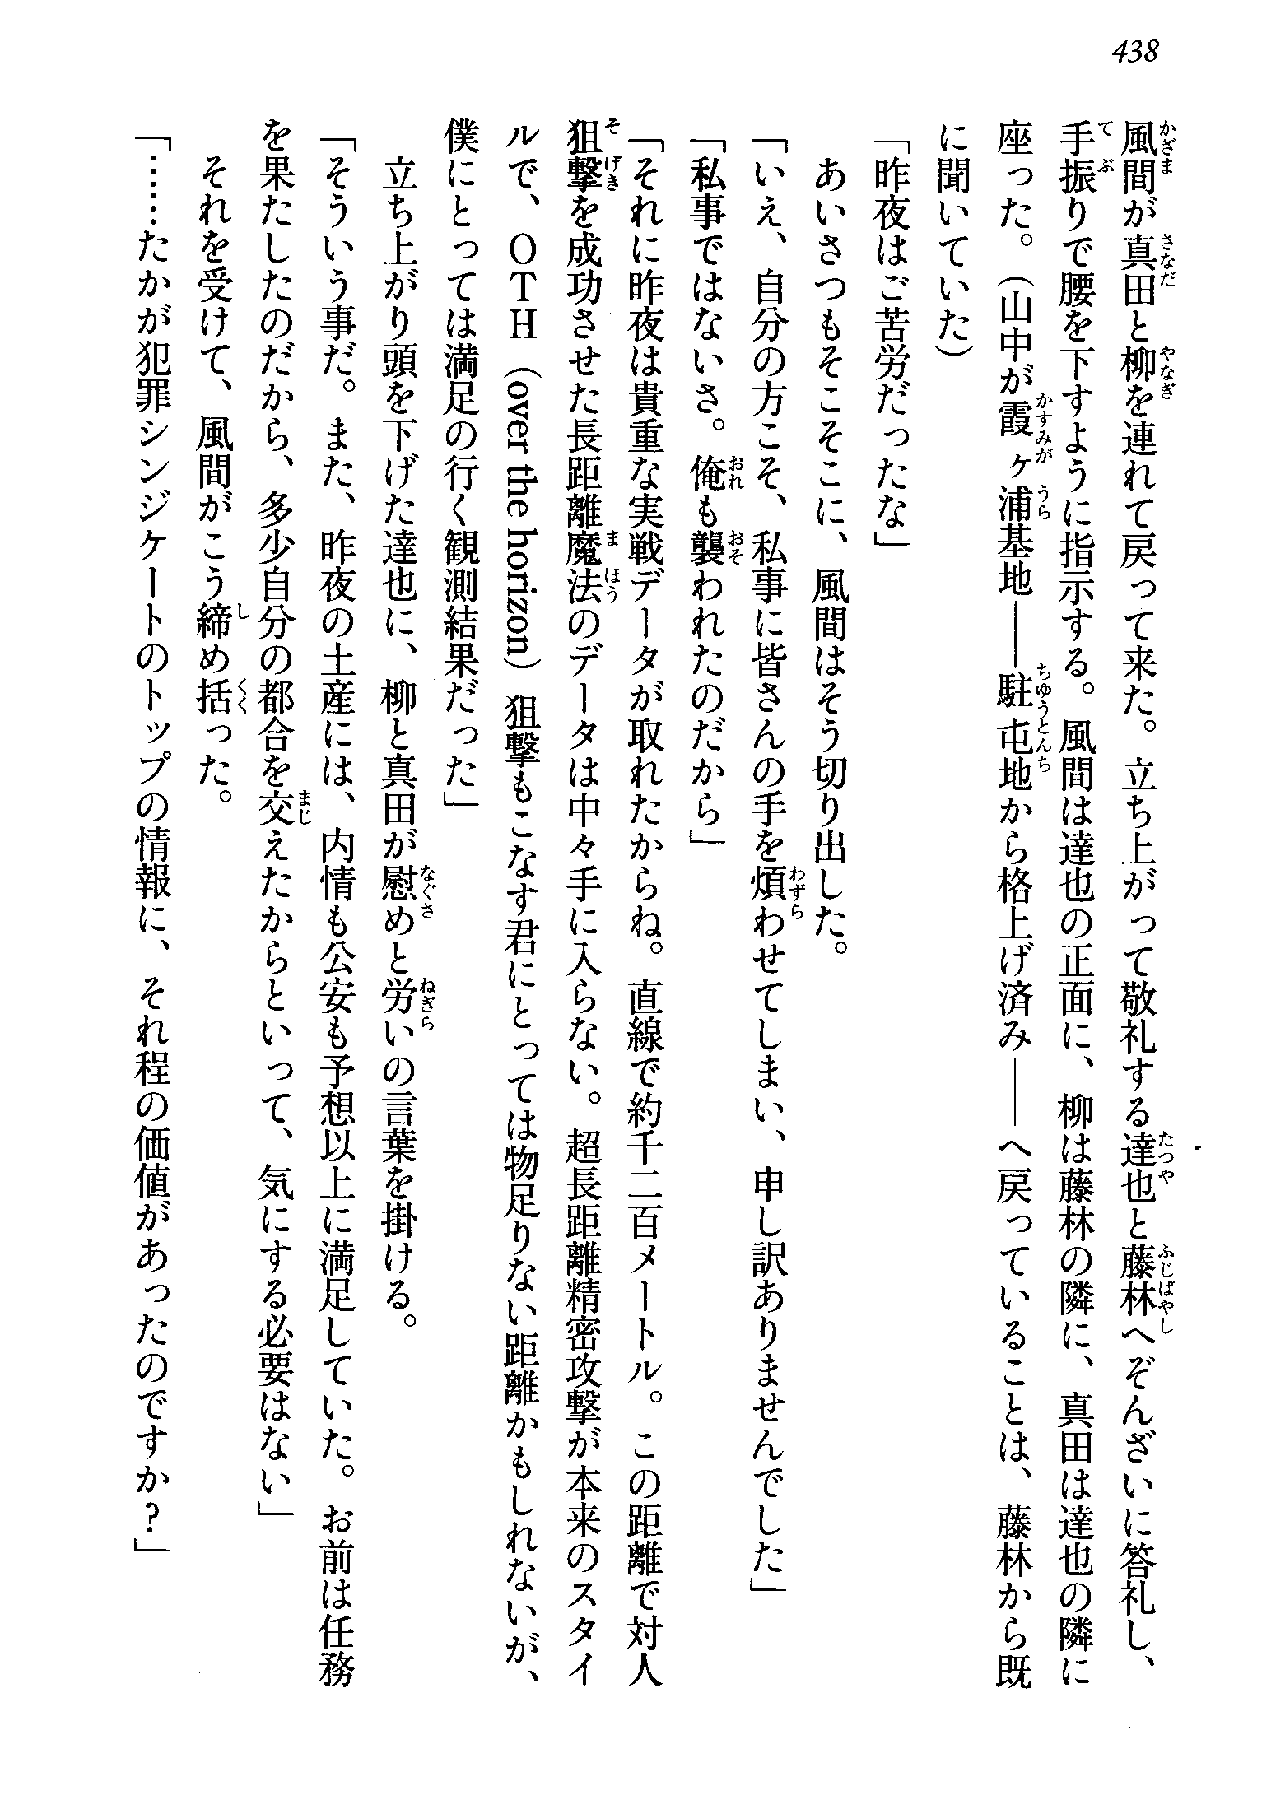 438
風間が真田と柳を連れて戻って来た。立ち上がって敬礼する達也と藤林へぞんざいに答礼し、
手振りで腰を下すように指示する。風間は達也の正面に、柳は藤林の隣に、真田は達也の隣に
座った。（山中が霞ヶ浦基地――駐屯地から格上げ済み――へ戻っていることは、藤林から既
に聞いていた）
「昨夜はご苦労だったな」
あいさつもそこそこに、風間はそう切り出した。
「いえ、自分の方こそ、私事に皆さんの手を煩わせてしまい、申し訳ありませんでした」
「私事ではないさ。俺も襲われたのだから」
「それに昨夜は貴重な実戦データが取れたからね。直線で約千二百メートル。この距離で対人
狙撃を成功させた長距離魔法のデータは中々手に入らない。超長距離精密攻撃が本来のスタイ
ルで、ＯＴＨ（over the horizon）狙撃もこなす君にとっては物足りない距離かもしれないが、
僕にとっては満足の行く観測結果だった」
立ち上がり頭を下げた達也に、柳と真田が慰めと労いの言葉を掛ける。
「そういう事だ。また、昨夜の土産には、内情も公安も予想以上に満足していた。お前は任務
を果たしたのだから、多少自分の都合を交えたからといって、気にする必要はない」
それを受けて、風間がこう締め括った。
「……たかが犯罪シンジケートのトップの情報に、それ程の価値があったのですか？」